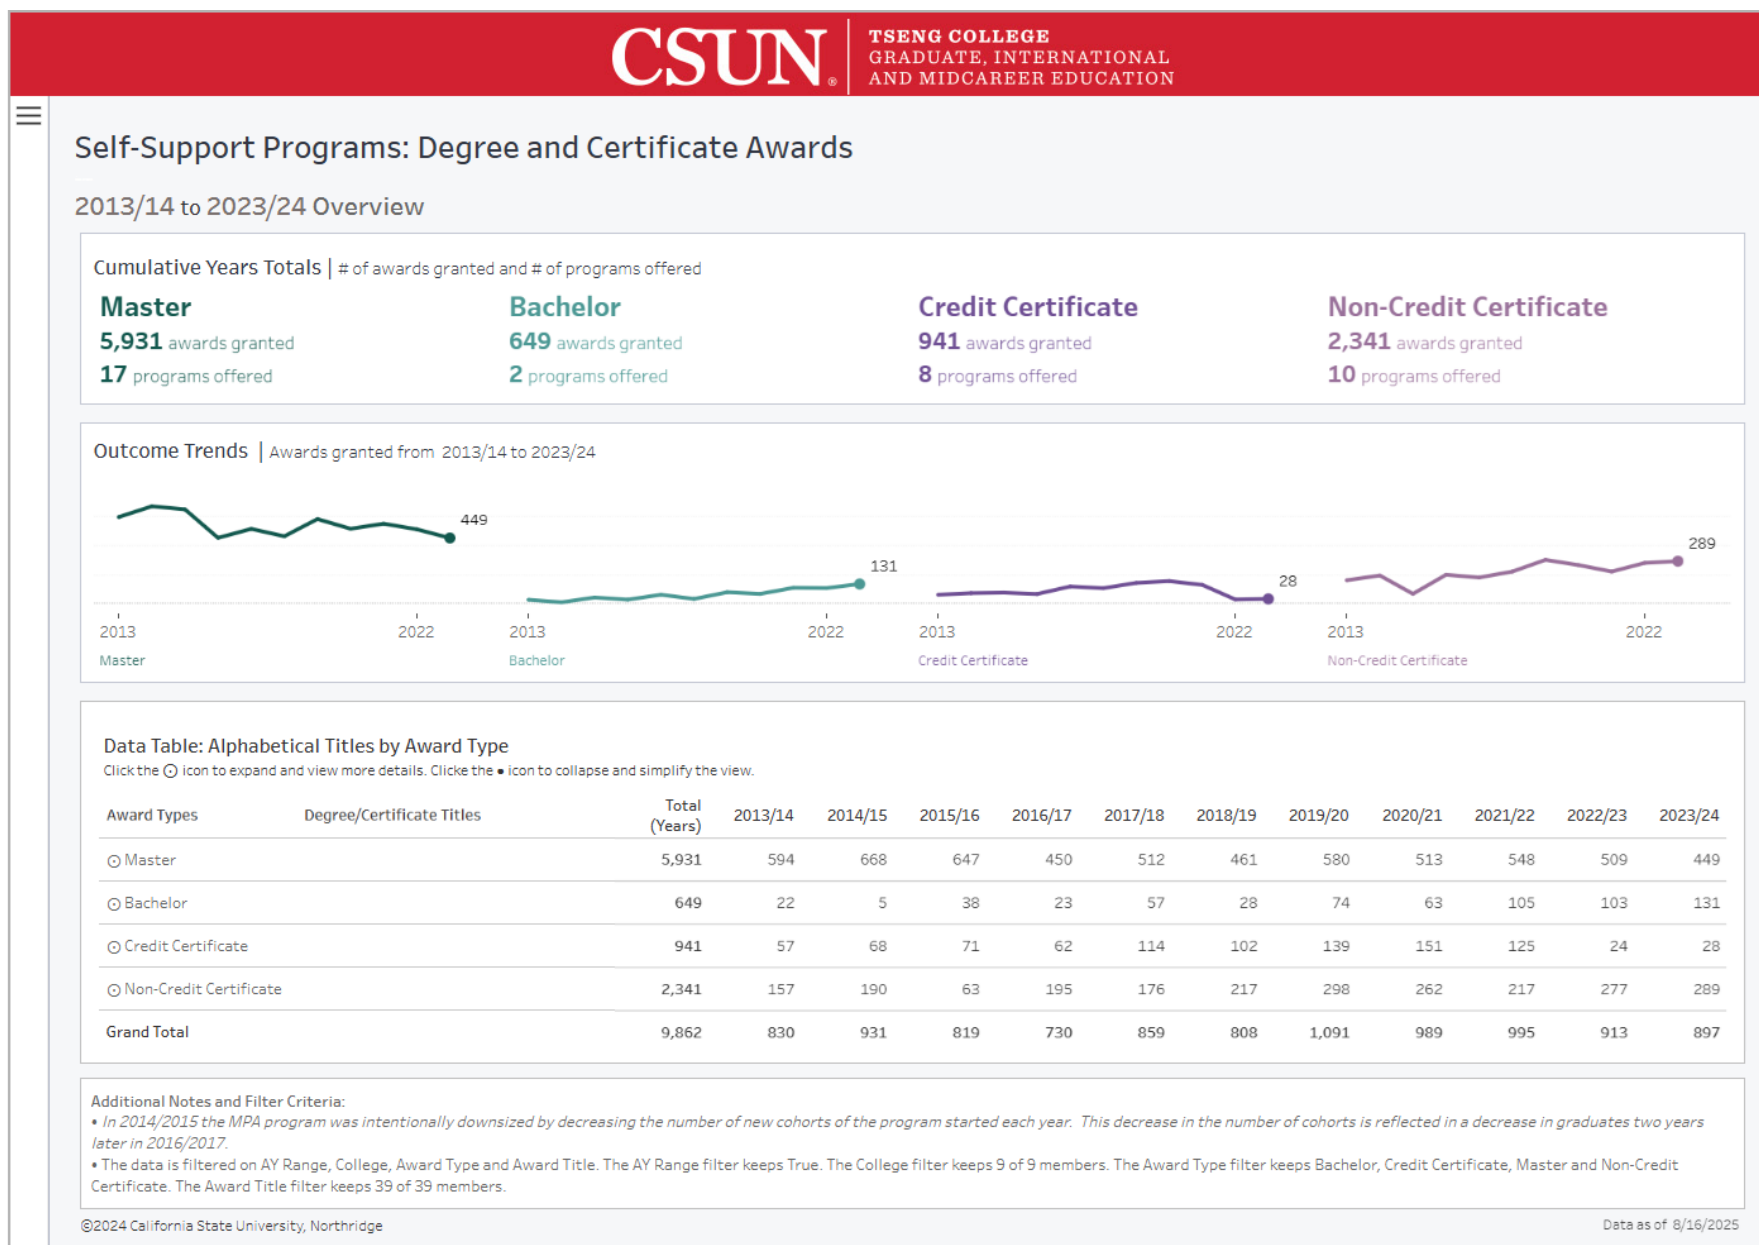 CSUN®
TSENG COLLEGE
GRADUATE, INTERNATIONAL
AND MIDCAREER EDUCATION
Self-Support Programs: Degree and Certificate Awards
2013/14 to 2023/24 Overview
Cumulative Years Totals | # of awards granted and # of programs offered
Master Bachelor Credit Certificate Non-Credit Certificate
5,931 awards granted 649 awards granted 941 awards granted 2,341 awards granted
17 programs offered 2 programs offered 8 programs offered 10 programs offered
Outcome Trends | Awards granted from 2013/14 to 2023/24
449
131
28
289
2013 2022 2013 2022 2013 2022 2013 2022
Master Bachelor Credit Certificate Non-Credit Certificate
Data Table: Alphabetical Titles by Award Type
Click the ⊙ icon to expand and view more details. Clicke the • icon to collapse and simplify the view.
Award Types Degree/Certificate Titles Total (Years) 2013/14 2014/15 2015/16 2016/17 2017/18 2018/19 2019/20 2020/21 2021/22 2022/23 2023/24
⊙ Master 5,931 594 668 647 450 512 461 580 513 548 509 449
⊙ Bachelor 649 22 5 38 23 57 28 74 63 105 103 131
⊙ Credit Certificate 941 57 68 71 62 114 102 139 151 125 24 28
⊙ Non-Credit Certificate 2,341 157 190 63 195 176 217 298 262 217 277 289
Grand Total 9,862 830 931 819 730 859 808 1,091 989 995 913 897
Additional Notes and Filter Criteria:
• In 2014/2015 the MPA program was intentionally downsized by decreasing the number of new cohorts of the program started each year. This decrease in the number of cohorts is reflected in a decrease in graduates two years
later in 2016/2017.
• The data is filtered on AY Range, College, Award Type and Award Title. The AY Range filter keeps True. The College filter keeps 9 of 9 members. The Award Type filter keeps Bachelor, Credit Certificate, Master and Non-Credit
Certificate. The Award Title filter keeps 39 of 39 members.
©2024 California State University, Northridge
Data as of 8/16/2025